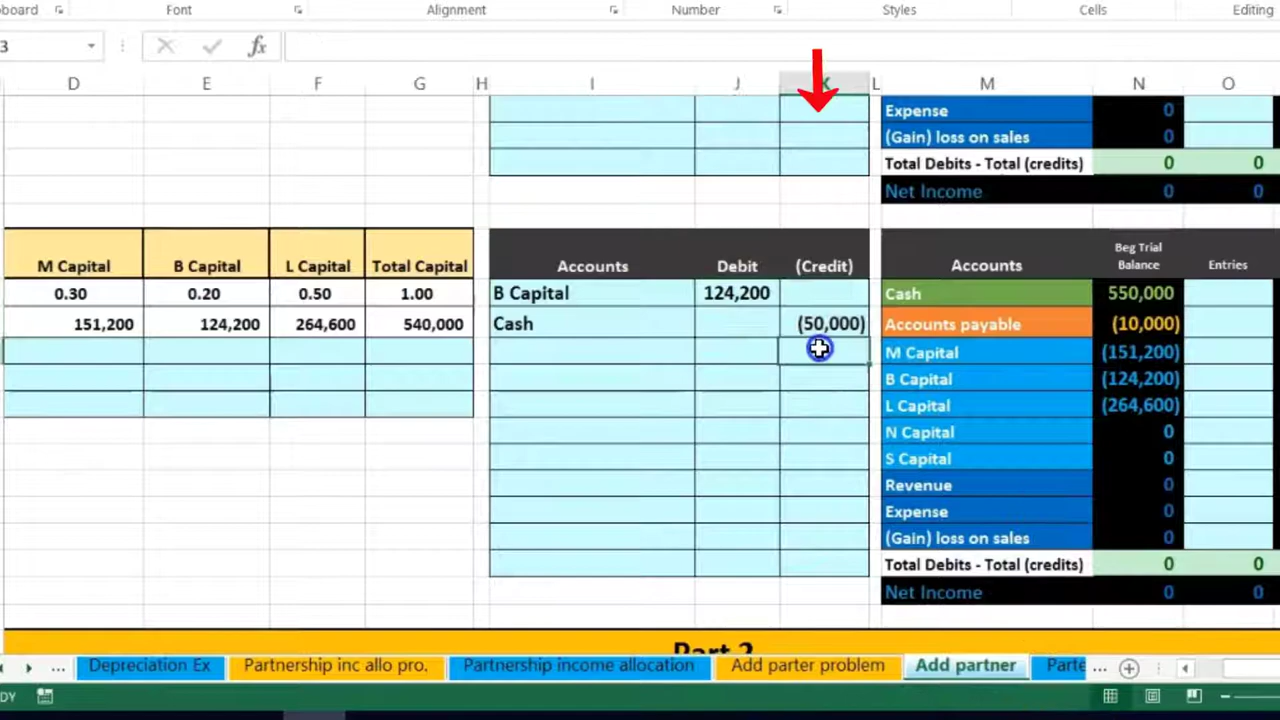 board Font Alignment Number Styles Cells Editing
3 fx
D E F G H I J K L M N O
Expense 0
(Gain) loss on sales 0
Total Debits - Total (credits) 0 0
Net Income 0 0
M Capital B Capital L Capital Total Capital
0.30 0.20 0.50 1.00
151,200 124,200 264,600 540,000
Accounts Debit (Credit)
B Capital 124,200
Cash (50,000)
Accounts Beg Trial Balance Entries
Cash 550,000
Accounts payable (10,000)
M Capital (151,200)
B Capital (124,200)
L Capital (264,600)
N Capital 0
S Capital 0
Revenue 0
Expense 0
(Gain) loss on sales 0
Total Debits - Total (credits) 0 0
Net Income 0 0
... Depreciation Ex Partnership inc allo pro. Partnership income allocation Add parter problem Add partner Parte ...
DY